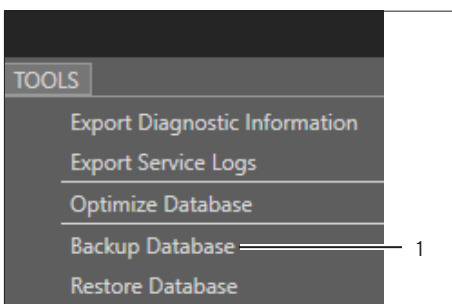 TOOLS
Export Diagnostic Information
Export Service Logs
Optimize Database
Backup Database 1
Restore Database